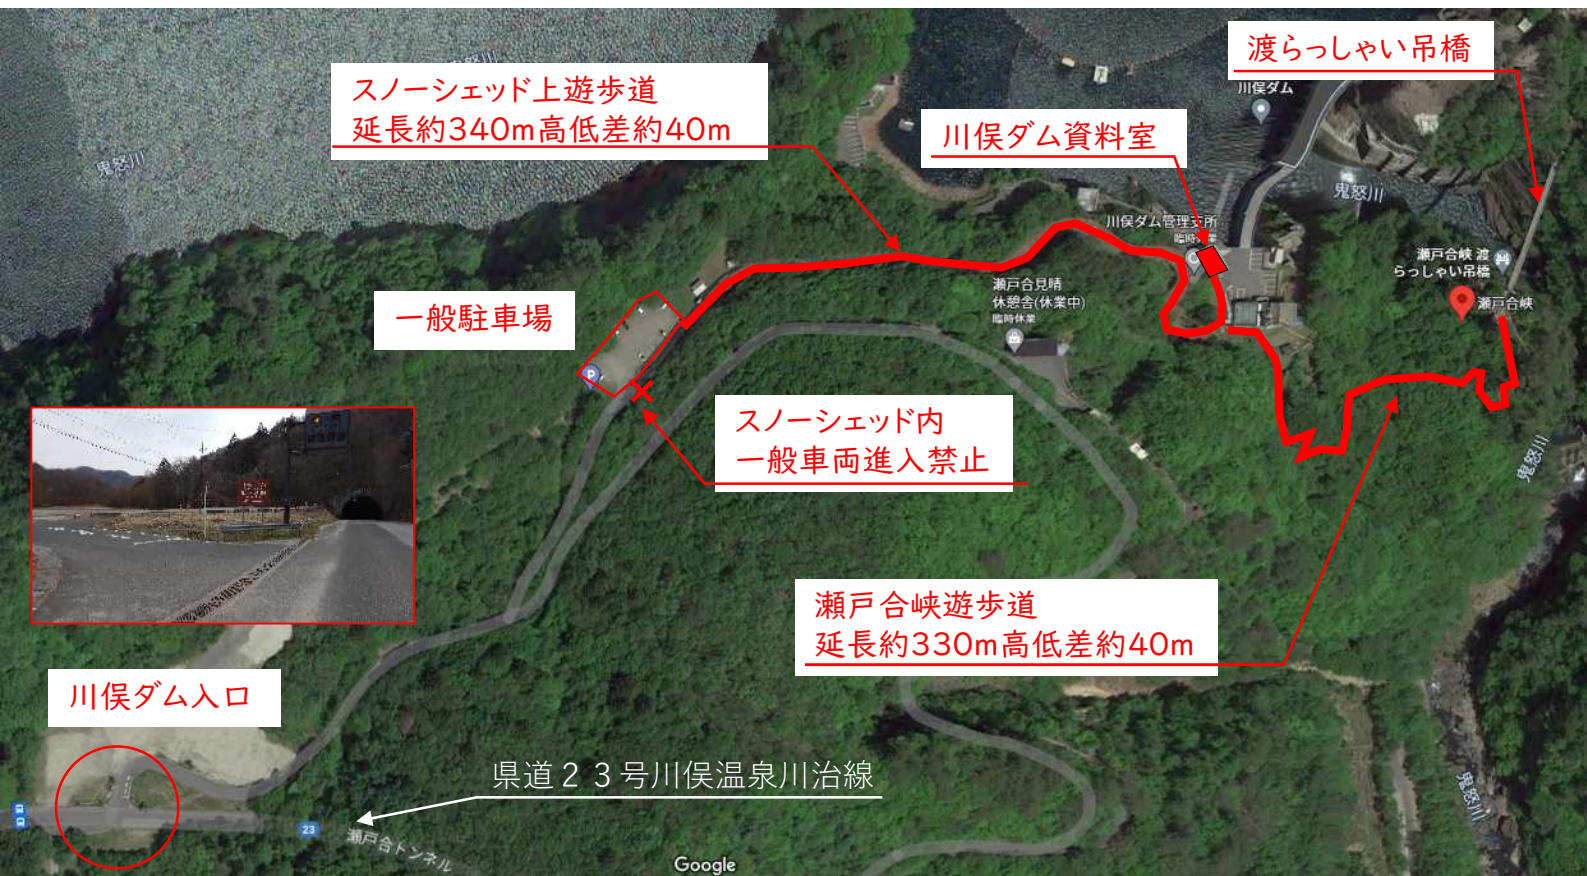 渡らっしゃい吊橋
スノーシェッド上遊歩道
延長約340m高低差約40m
川俣ダム資料室
川俣ダム
鬼怒川
鬼怒川
川俣ダム管理支所
瀬戸合峡 渡
らっしゃい吊橋
瀬戸合峡
瀬戸合見晴
休憩舎(休業中)
臨時休業
一般駐車場
P
スノーシェッド内
一般車両進入禁止
鬼怒川
瀬戸合峡遊歩道
延長約330m高低差約40m
川俣ダム入口
県道23号川俣温泉川治線
23
瀬戸合トンネル
鬼怒川
Google